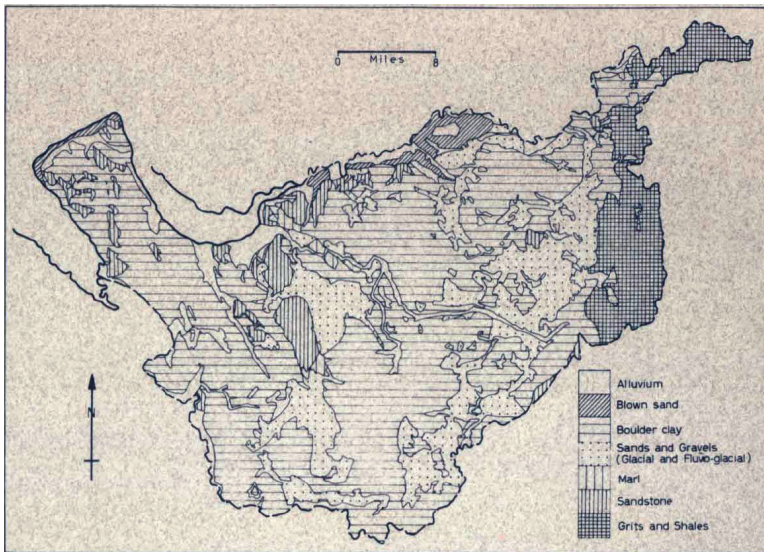 0 8
Miles
N
Alluvium
Blown sand
Boulder clay
Sands and Gravels
(Glacial and Fluvio-glacial)
Marl
Sandstone
Grits and Shales